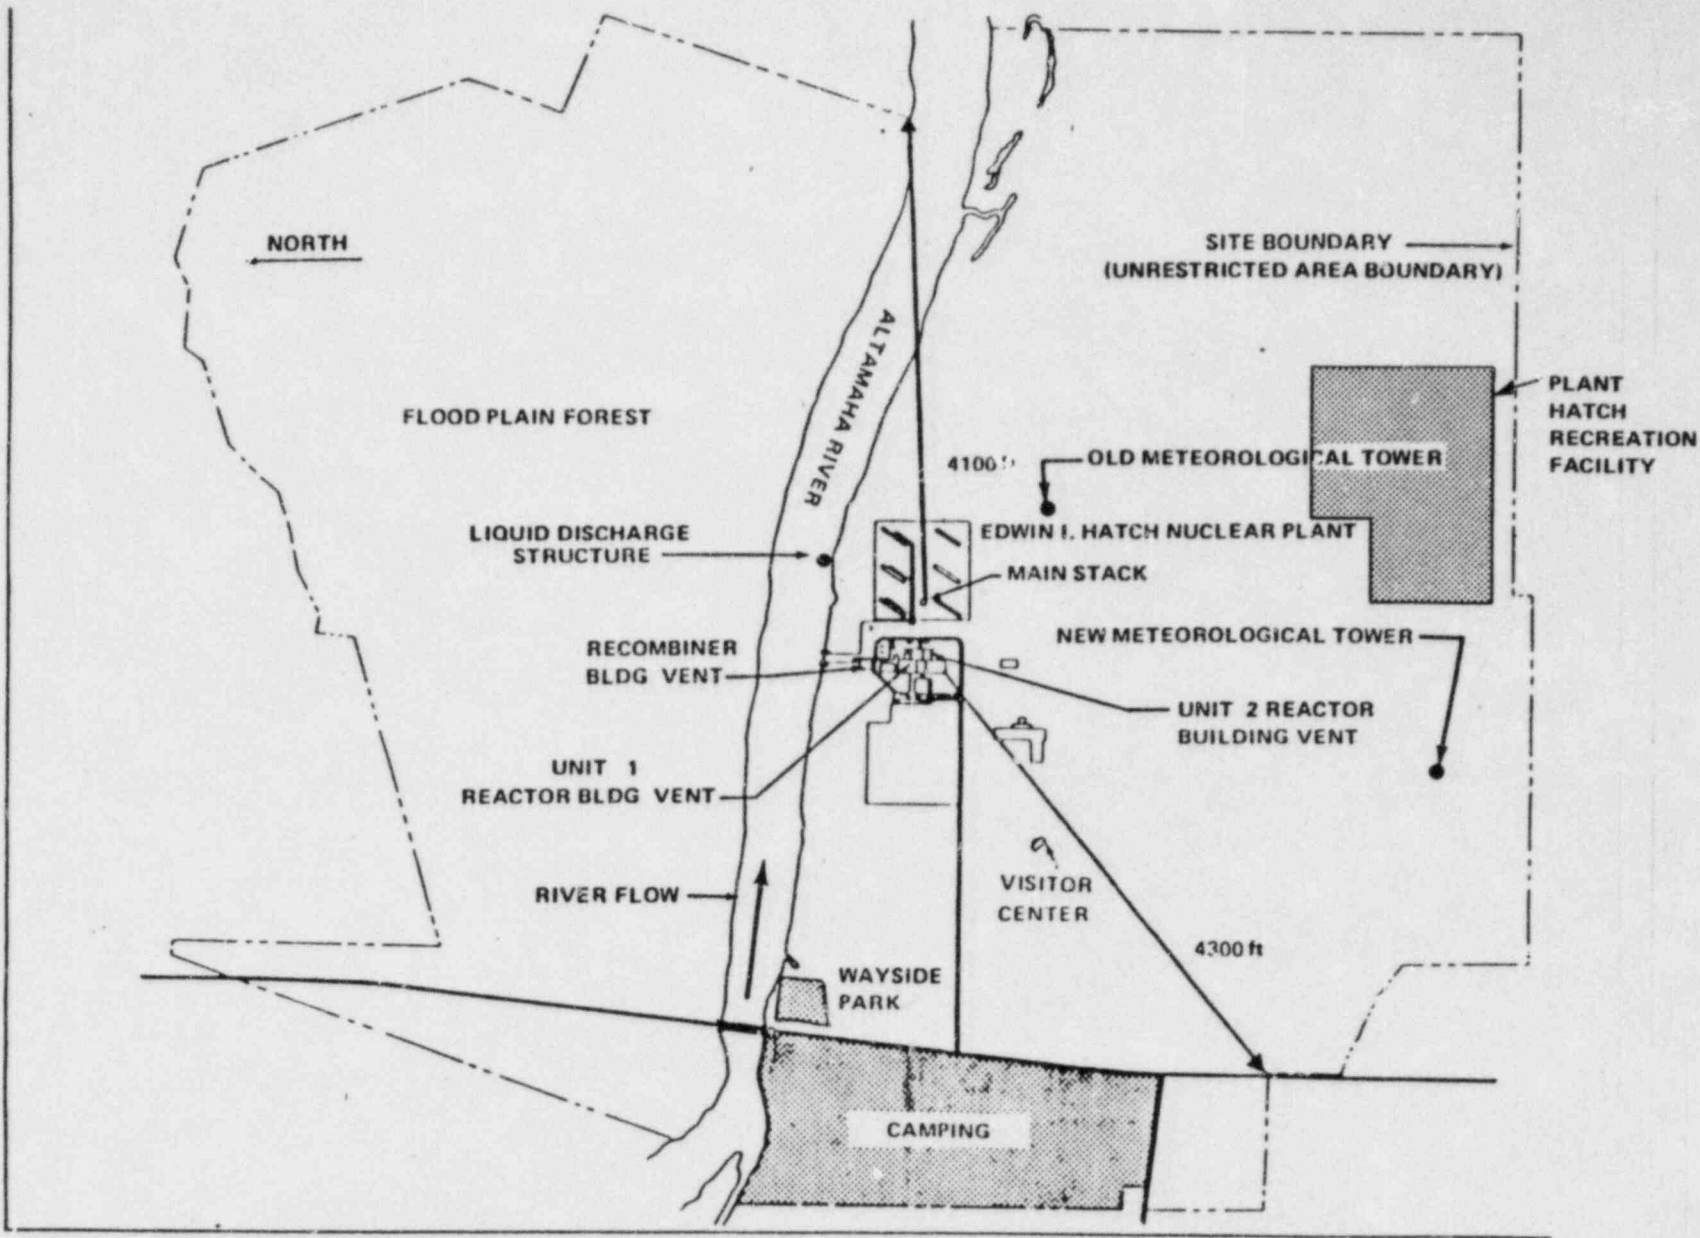 NORTH
SITE BOUNDARY
(UNRESTRICTED AREA BOUNDARY)
ALTAMAHA RIVER
PLANT
HATCH
RECREATION
FACILITY
FLOOD PLAIN FOREST
4100
OLD METEOROLOGICAL TOWER
LIQUID DISCHARGE
STRUCTURE
EDWIN I. HATCH NUCLEAR PLANT
MAIN STACK
NEW METEOROLOGICAL TOWER
RECOMBINER
BLDG VENT
UNIT 2 REACTOR
BUILDING VENT
UNIT 1
REACTOR BLDG VENT
RIVER FLOW
VISITOR
CENTER
4300 ft
WAYSIDE
PARK
CAMPING